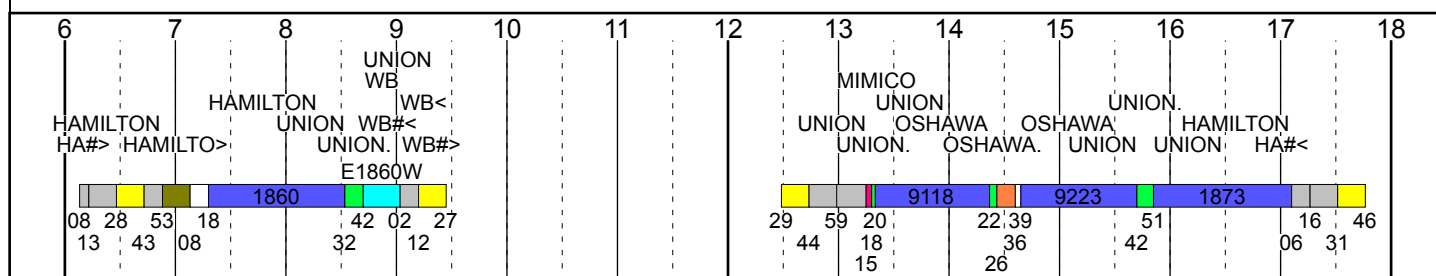 6 7 8 9 10 11 12 13 14 15 16 17 18
UNION
WB MIMICO
HAMILTON WB< UNION UNION.
HAMILTON UNION WB#< UNION OSHAWA OSHAWA HAMILTON
HA#> HAMILTO> UNION. WB#> UNION. OSHAWA. UNION UNION HA#<
E1860W
1860 9118 9223 1873
08 28 53 18 42 02 27 29 59 20 22 39 51 16 46
13 43 08 32 12 44 18 36 42 06 31
15 26